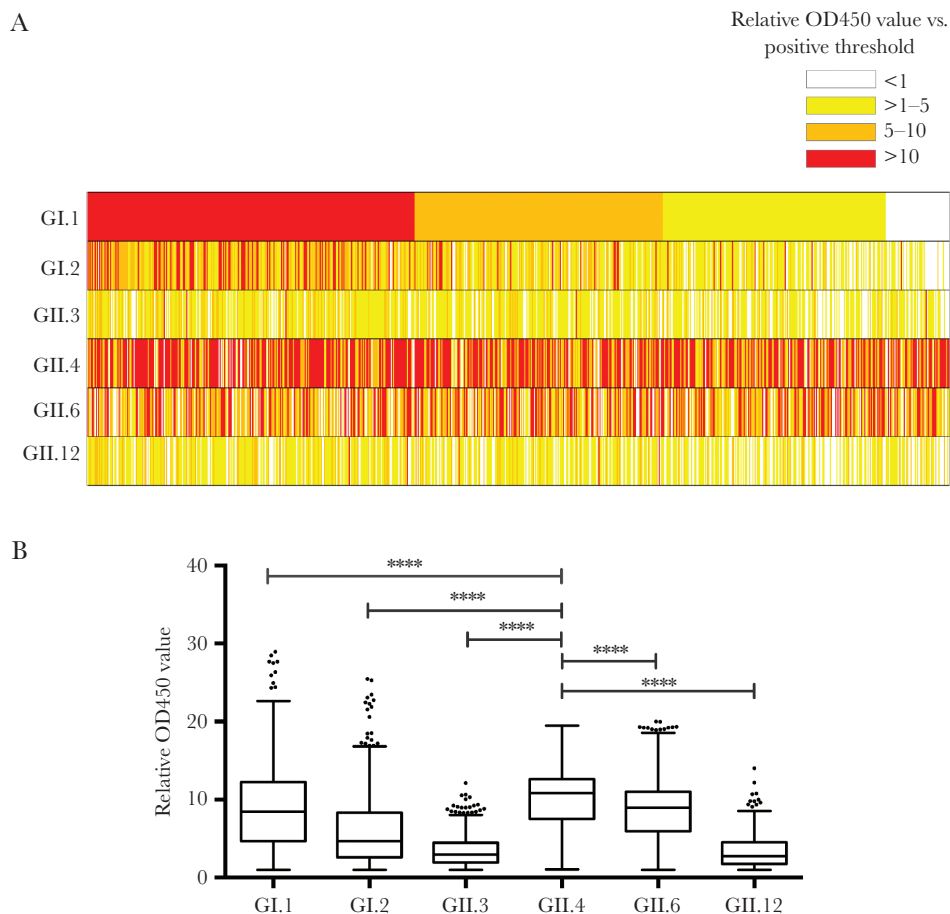 A
Relative OD450 value vs.
positive threshold
<1
>1–5
5–10
>10
GI.1
GI.2
GII.3
GII.4
GII.6
GII.12
B
40
30
20
10
0
Relative OD450 value
****
****
****
****
****
GI.1 GI.2 GII.3 GII.4 GII.6 GII.12